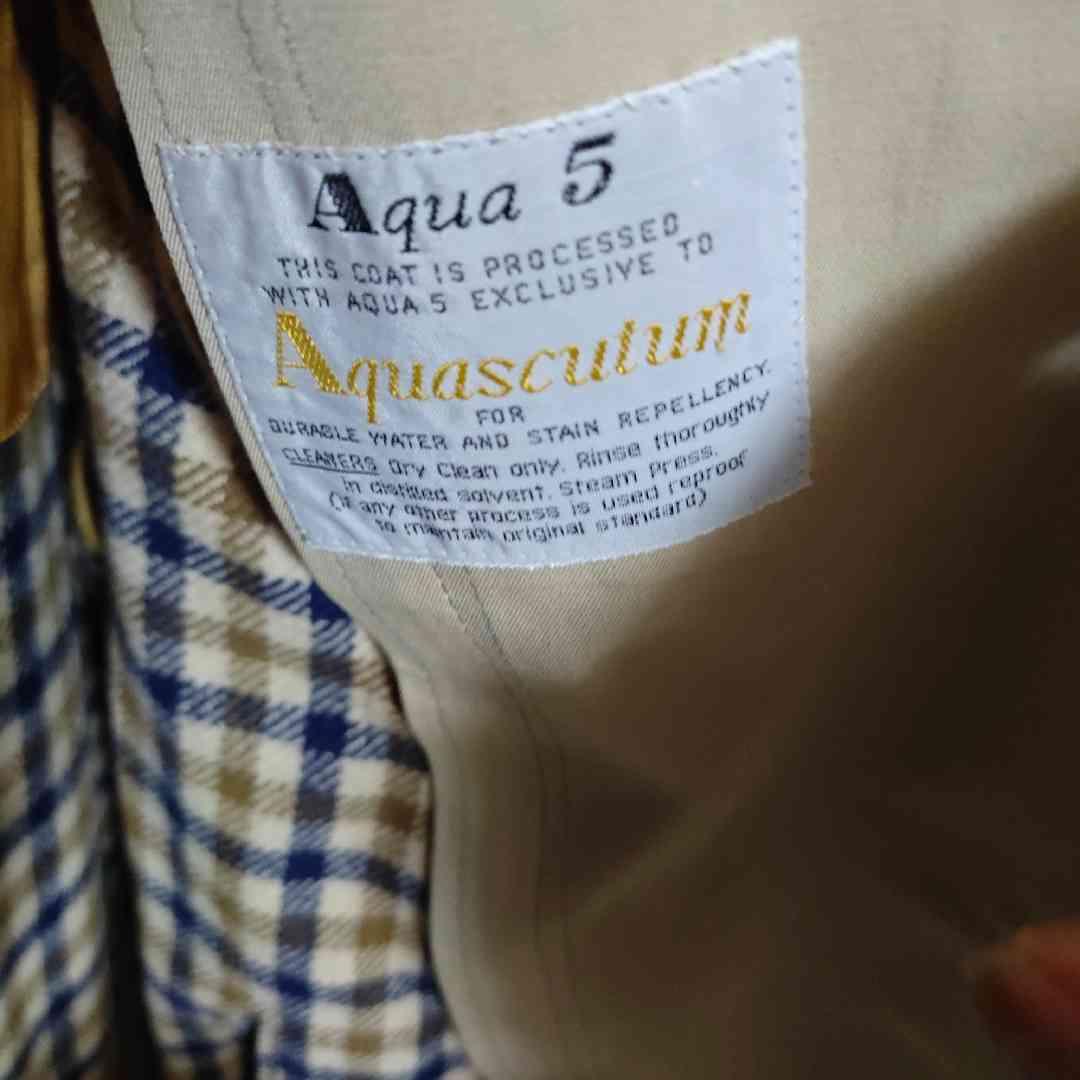 Aqua 5
THIS COAT IS PROCESSED
WITH AQUA 5 EXCLUSIVE TO
Aquascutum
FOR
DURABLE WATER AND STAIN REPELLENCY.
CLEANERS Dry Clean only. Rinse thoroughly
in distilled solvent. Steam Press.
(If any other process is used reproof
to maintain original standard)